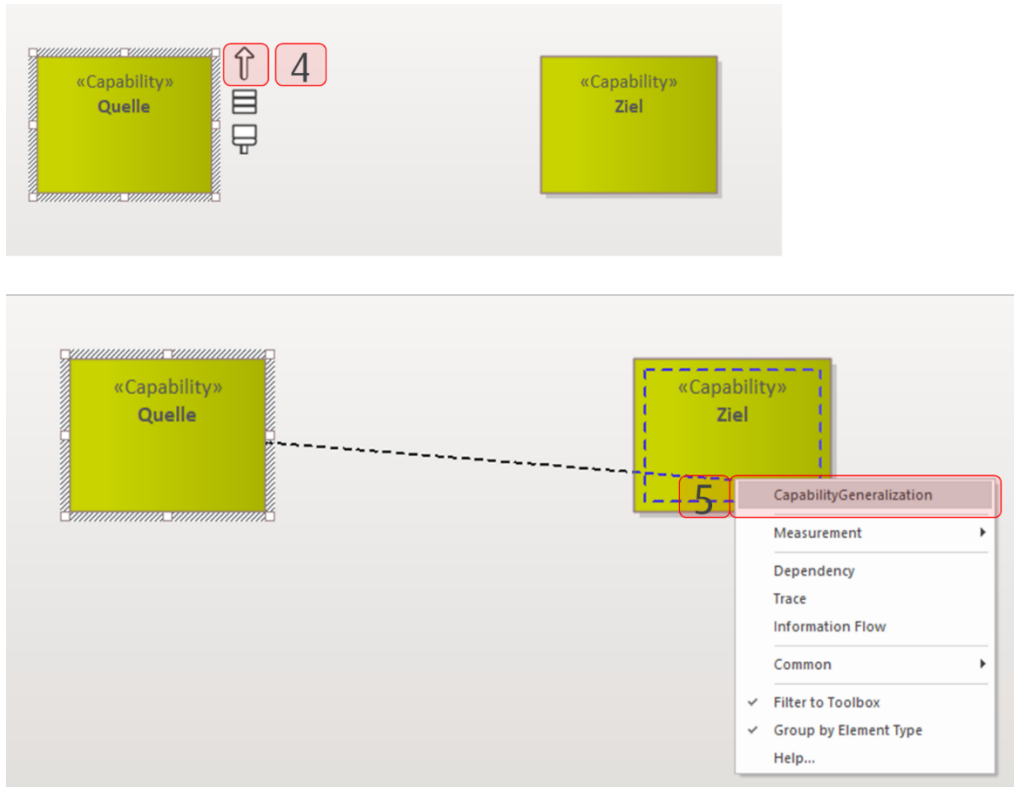 «Capability»
Quelle
4
«Capability»
Ziel
«Capability»
Quelle
«Capability»
Ziel
5
CapabilityGeneralization
Measurement
Dependency
Trace
Information Flow
Common
Filter to Toolbox
Group by Element Type
Help...